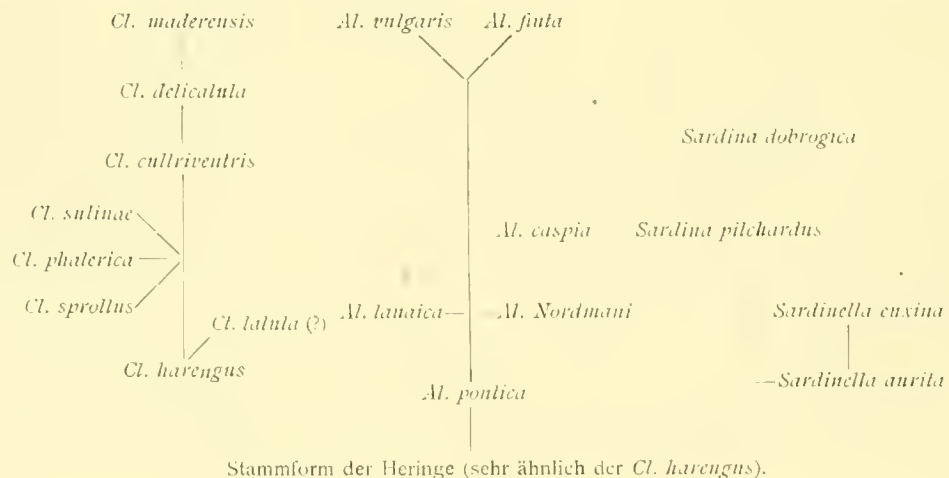 Cl. maderensis Al. vulgaris Al. finta
Cl. delicatula
Sardina dobrogica
Cl. cultriventris
Cl. sulinae
Al. caspia Sardina pilchardus
Cl. phalerica
Cl. sprattus
Cl. latula (?) Al. tanaica Al. Nordmani Sardinella euxina
Cl. harengus
Sardinella aurita
Al. pontica
Stammform der Heringe (sehr ähnlich der Cl. harengus).